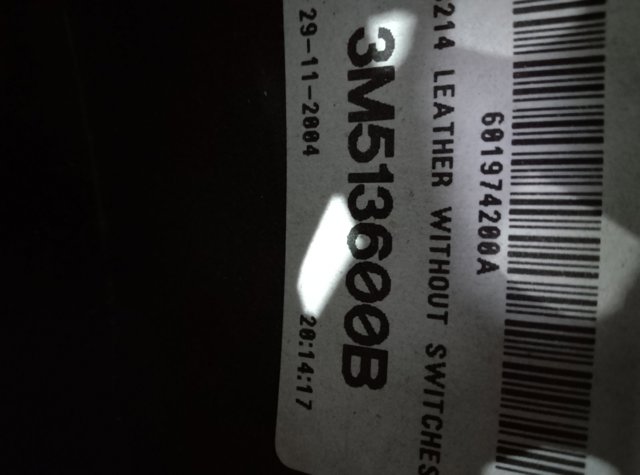 601974200A
214 LEATHER WITHOUT SWITCHES
3M513600B
29-11-2004 20:14:17